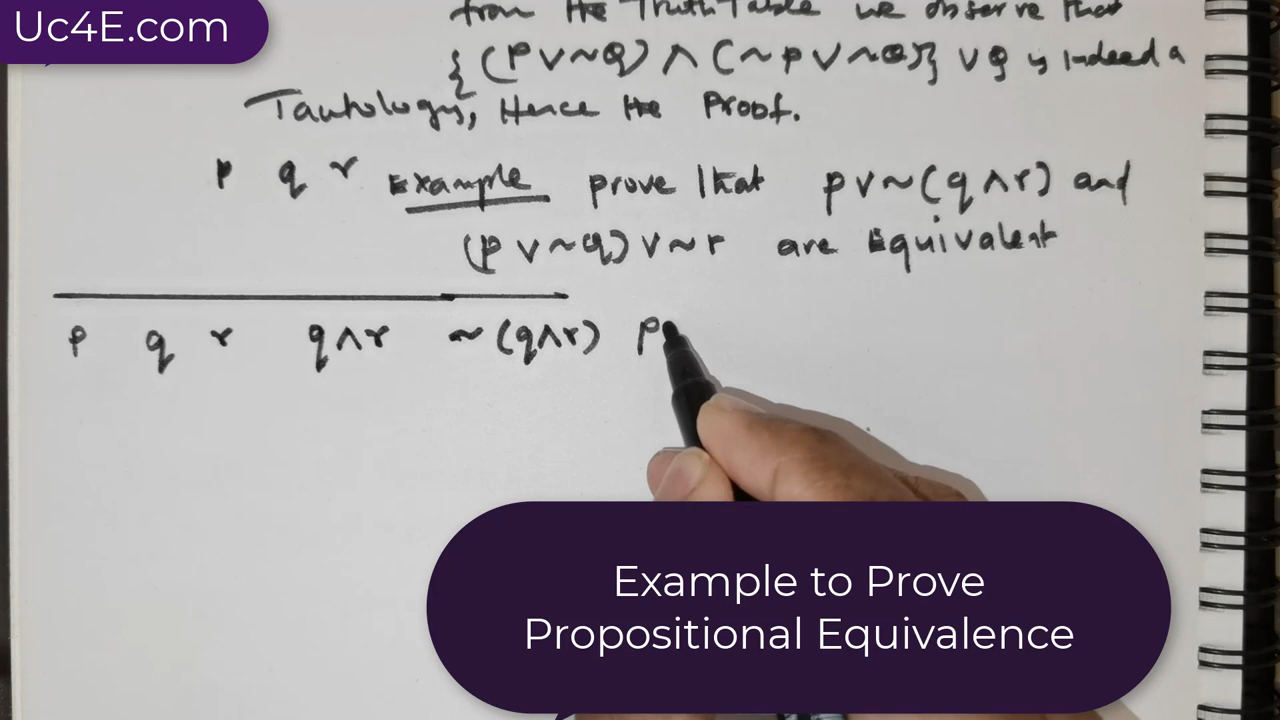 Uc4E.com
from the Truth Table we observe that
{(P∨~Q)∧(~P∨~Q)}∨Q is Indeed a
Tautology, Hence the Proof.
p q r Example prove that p∨~(q∧r) and
(p∨~q)∨~r are Equivalent
p q r q∧r ~(q∧r) p
Example to Prove
Propositional Equivalence